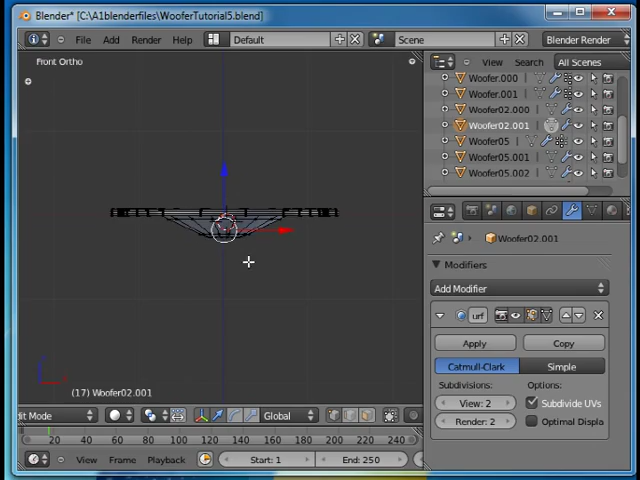 Blender* [C:\A1blenderfiles\WooferTutorial5.blend]
File Add Render Help Default Scene Blender Render
Front Ortho
View Search All Scenes
Woofer.000
Woofer.001
Woofer02.000
Woofer02.001
Woofer05
Woofer05.001
Woofer05.002
Woofer02.001
Modifiers
Add Modifier
urf
Apply Copy
Catmull-Clark Simple
Subdivisions: Options:
View: 2 Subdivide UVs
Render: 2 Optimal Displa
(17) Woofer02.001
dit Mode Global
20 40 60 80 100 120 140 160 180 200 220 240
View Frame Playback Start: 1 End: 250